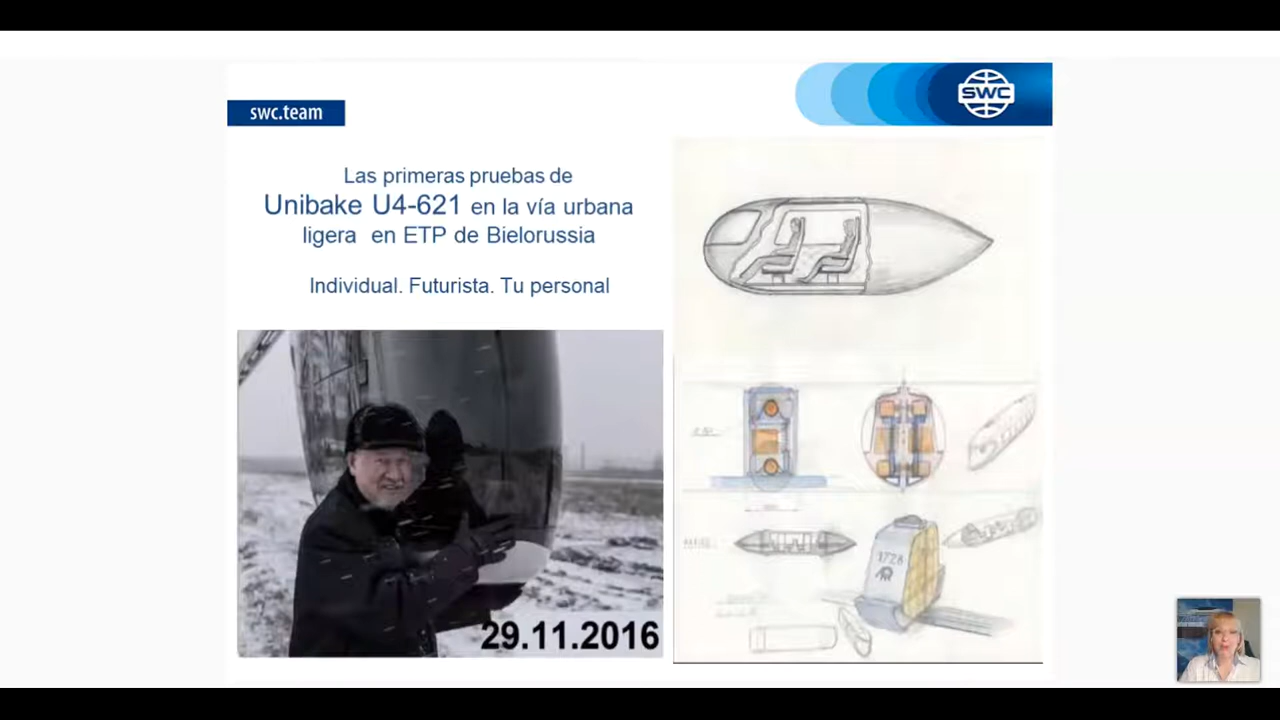 swc.team
SWC
Las primeras pruebas de
Unibake U4-621 en la vía urbana
ligera en ETP de Bielorussia
Individual. Futurista. Tu personal
29.11.2016
1728